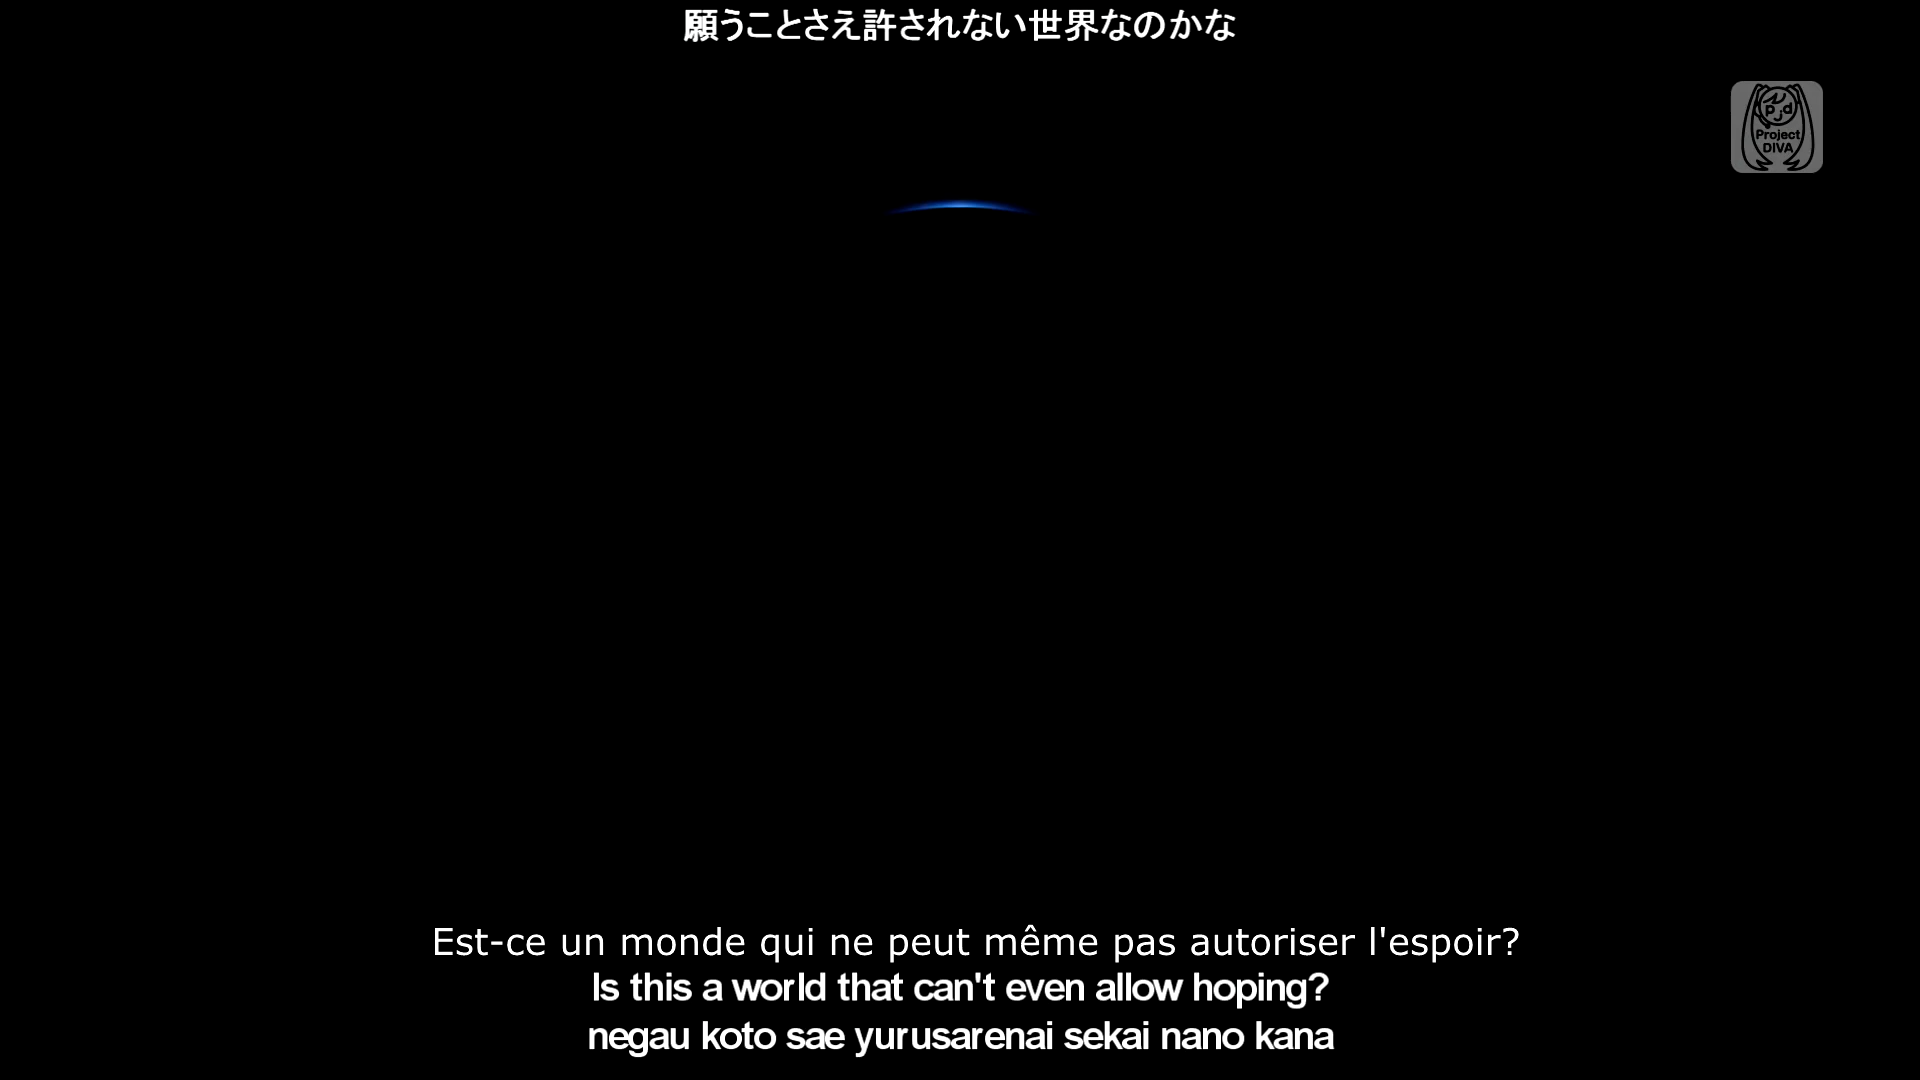 願うことさえ許されない世界なのかな
Pjd
Project
DIVA
Est-ce un monde qui ne peut même pas autoriser l'espoir?
Is this a world that can't even allow hoping?
negau koto sae yurusarenai sekai nano kana